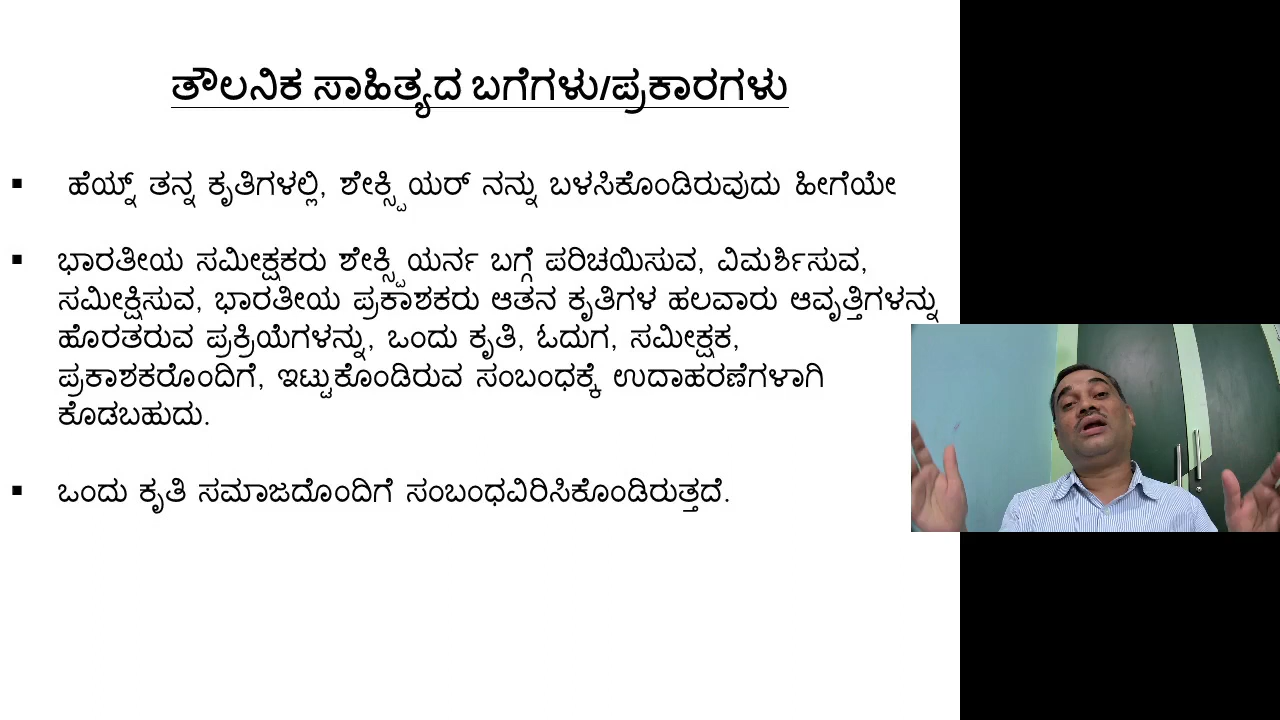 ತೌಲನಿಕ ಸಾಹಿತ್ಯದ ಬಗೆಗಳು/ಪ್ರಕಾರಗಳು
▪ ಹೆಯ್ನ್ ತನ್ನ ಕೃತಿಗಳಲ್ಲಿ, ಶೇಕ್ಸ್ಪಿಯರ್ ನನ್ನು ಬಳಸಿಕೊಂಡಿರುವುದು ಹೀಗೆಯೇ
▪ ಭಾರತೀಯ ಸಮೀಕ್ಷಕರು ಶೇಕ್ಸ್ಪಿಯರ್ನ ಬಗ್ಗೆ ಪರಿಚಯಿಸುವ, ವಿಮರ್ಶಿಸುವ,
ಸಮೀಕ್ಷಿಸುವ, ಭಾರತೀಯ ಪ್ರಕಾಶಕರು ಆತನ ಕೃತಿಗಳ ಹಲವಾರು ಆವೃತ್ತಿಗಳನ್ನು
ಹೊರತರುವ ಪ್ರಕ್ರಿಯೆಗಳನ್ನು, ಒಂದು ಕೃತಿ, ಓದುಗ, ಸಮೀಕ್ಷಕ,
ಪ್ರಕಾಶಕರೊಂದಿಗೆ, ಇಟ್ಟುಕೊಂಡಿರುವ ಸಂಬಂಧಕ್ಕೆ ಉದಾಹರಣೆಗಳಾಗಿ
ಕೊಡಬಹುದು.
▪ ಒಂದು ಕೃತಿ ಸಮಾಜದೊಂದಿಗೆ ಸಂಬಂಧವಿರಿಸಿಕೊಂಡಿರುತ್ತದೆ.